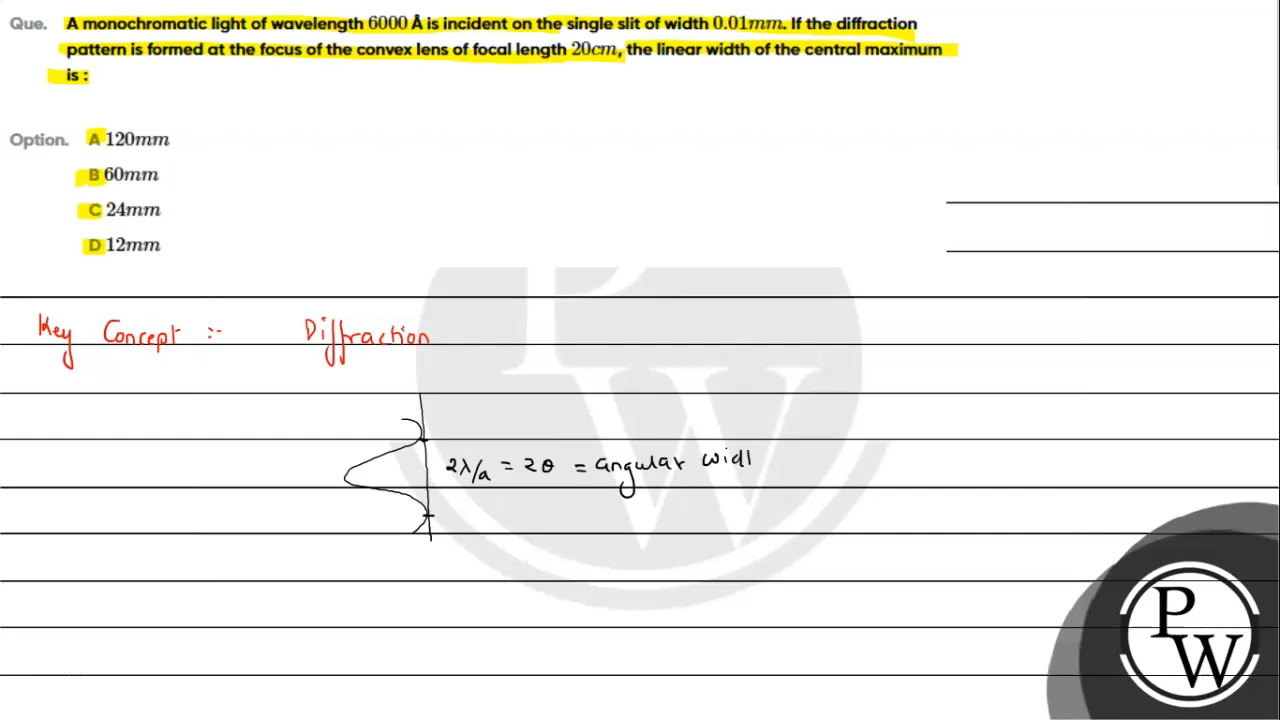 Que. A monochromatic light of wavelength 6000 Å is incident on the single slit of width 0.01mm. If the diffraction
pattern is formed at the focus of the convex lens of focal length 20cm, the linear width of the central maximum
is :
Option. A 120mm
B 60mm
C 24mm
D 12mm
Key Concept :- Diffraction
2λ/a = 2θ = angular widl
P
W
P
W